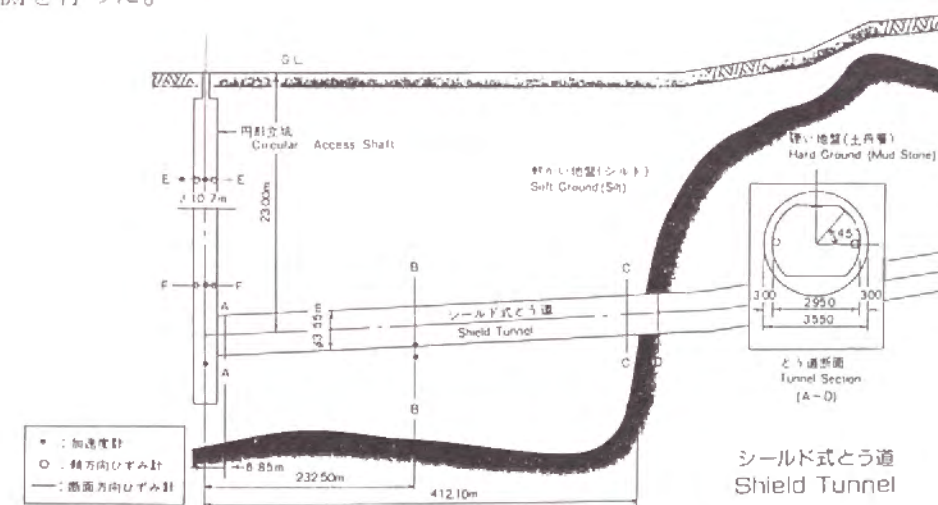 G.L.
円形立坑
Circular Access Shaft
硬い地盤(土丹層)
Hard Ground (Mud Stone)
軟かい地盤(シルト)
Soft Ground (Silt)
E
E
10.7m
23.00m
45
B
C
F
F
A
300
2950
300
3550
シールド式とう道
Shield Tunnel
φ3.55m
とう道断面
Tunnel Section
(A-D)
A
C
D
B
・:加速度計
○:軸方向ひずみ計
―:断面方向ひずみ計
6.85m
232.50m
412.10m
シールド式とう道
Shield Tunnel